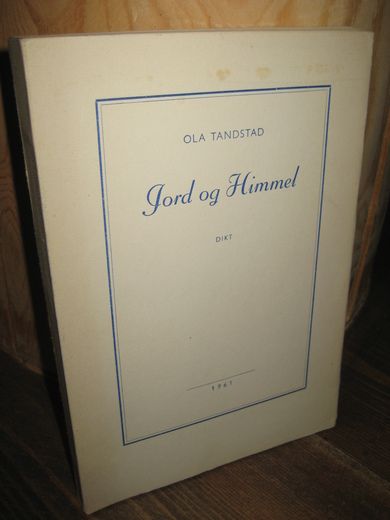 OLA TANDSTAD
Jord og Himmel
DIKT
1961